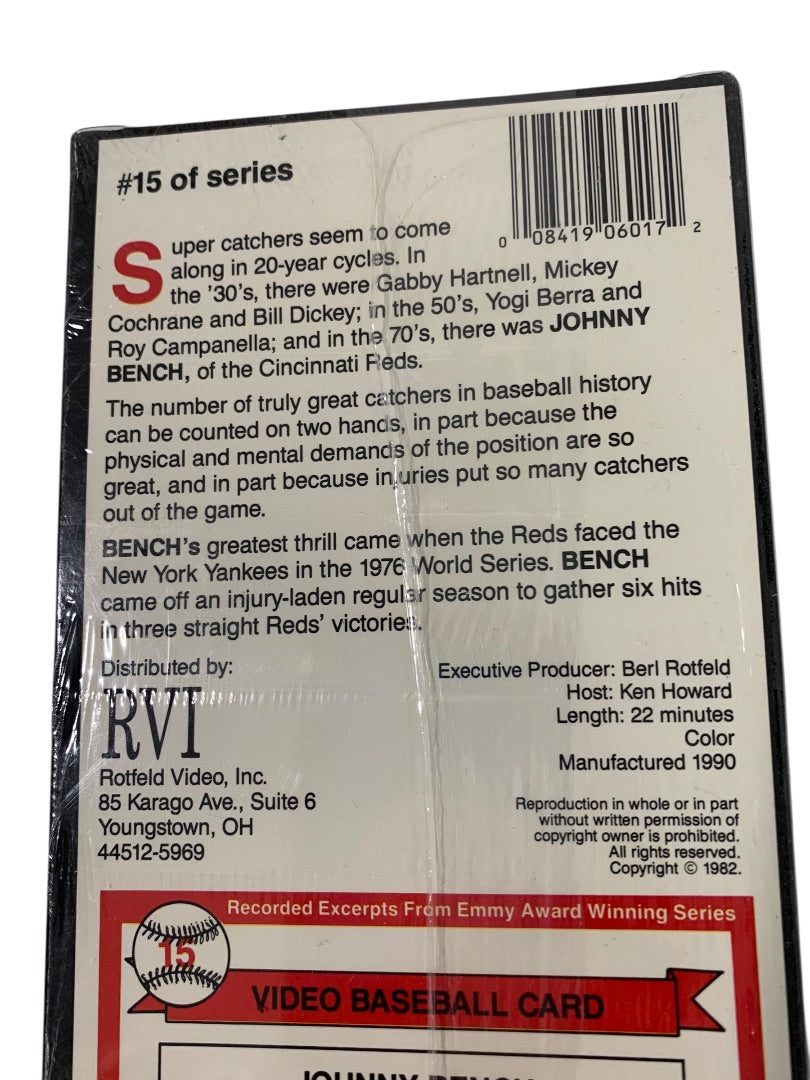 #15 of series
0 08419 06017 2
Super catchers seem to come
along in 20-year cycles. In
the '30's, there were Gabby Hartnell, Mickey
Cochrane and Bill Dickey; in the 50's, Yogi Berra and
Roy Campanella; and in the 70's, there was JOHNNY
BENCH, of the Cincinnati Reds.
The number of truly great catchers in baseball history
can be counted on two hands, in part because the
physical and mental demands of the position are so
great, and in part because injuries put so many catchers
out of the game.
BENCH's greatest thrill came when the Reds faced the
New York Yankees in the 1976 World Series. BENCH
came off an injury-laden regular season to gather six hits
in three straight Reds' victories.
Distributed by:
RVI
Rotfeld Video, Inc.
85 Karago Ave., Suite 6
Youngstown, OH
44512-5969
Executive Producer: Berl Rotfeld
Host: Ken Howard
Length: 22 minutes
Color
Manufactured 1990
Reproduction in whole or in part
without written permission of
copyright owner is prohibited.
All rights reserved.
Copyright © 1982.
Recorded Excerpts From Emmy Award Winning Series
15
VIDEO BASEBALL CARD
JOHNNY BENCH